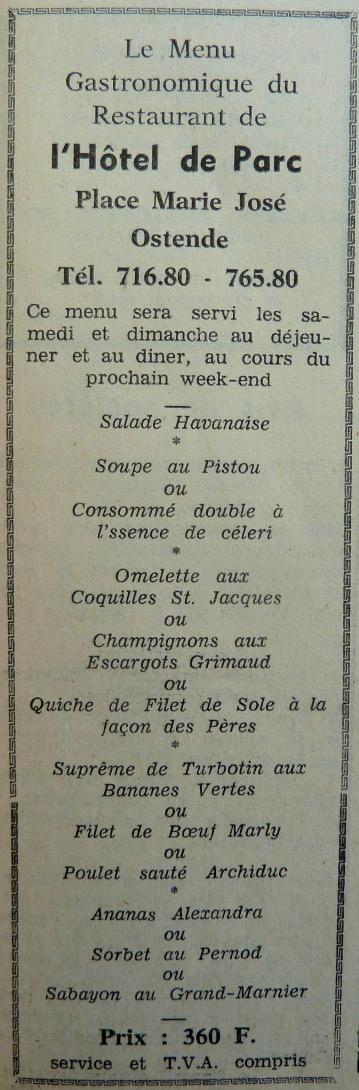 Le Menu
Gastronomique du
Restaurant de
l'Hôtel de Parc
Place Marie José
Ostende
Tél. 716.80 - 765.80
Ce menu sera servi les sa-
medi et dimanche au déjeu-
ner et au diner, au cours du
prochain week-end
Salade Havanaise
*
Soupe au Pistou
ou
Consommé double à
l'ssence de céleri
*
Omelette aux
Coquilles St. Jacques
ou
Champignons aux
Escargots Grimaud
ou
Quiche de Filet de Sole à la
façon des Pères
*
Suprême de Turbotin aux
Bananes Vertes
ou
Filet de Bœuf Marly
ou
Poulet sauté Archiduc
*
Ananas Alexandra
ou
Sorbet au Pernod
ou
Sabayon au Grand-Marnier
Prix : 360 F.
service et T.V.A. compris